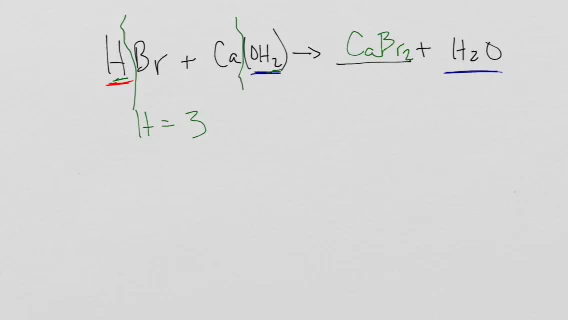 HBr + Ca(OH₂) → CaBr₂ + H₂O
H = 3